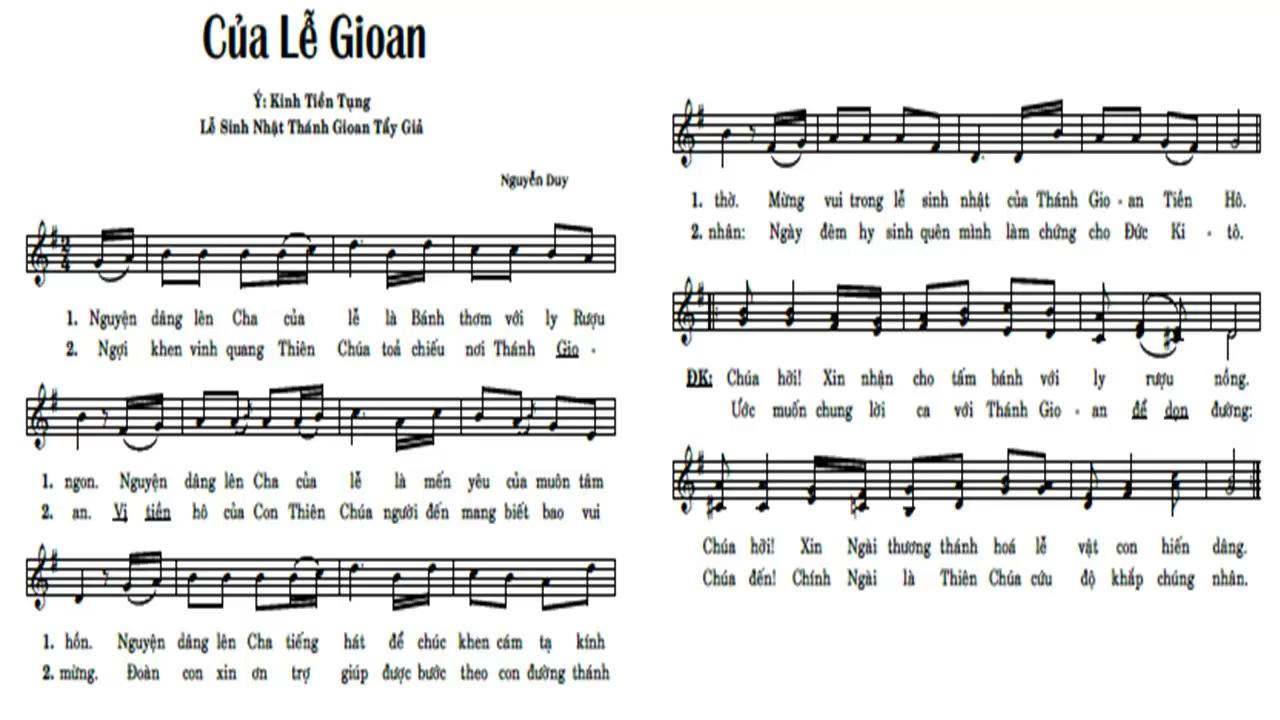 Của Lễ Gioan
Ý: Kinh Tiền Tụng
Lễ Sinh Nhật Thánh Gioan Tẩy Giả
Nguyễn Duy
2
4
1. Nguyện dâng lên Cha của lễ là Bánh thơm với ly Rượu
2. Ngợi khen vinh quang Thiên Chúa toả chiếu nơi Thánh Gio -
1. ngon. Nguyện dâng lên Cha của lễ là mến yêu của muôn tâm
2. an. Vị tiền hô của Con Thiên Chúa người đến mang biết bao vui
1. hồn. Nguyện dâng lên Cha tiếng hát để chúc khen cám tạ kính
2. mừng. Đoàn con xin ơn trợ giúp được bước theo con đường thánh
1. thờ. Mừng vui trong lễ sinh nhật của Thánh Gio - an Tiền Hô.
2. nhân: Ngày đêm hy sinh quên mình làm chứng cho Đức Ki - tô.
ĐK: Chúa hỡi! Xin nhận cho tấm bánh với ly rượu nồng.
Ước muốn chung lời ca với Thánh Gio - an để dọn đường:
Chúa hỡi! Xin Ngài thương thánh hoá lễ vật con hiến dâng.
Chúa đến! Chính Ngài là Thiên Chúa cứu độ khắp chúng nhân.